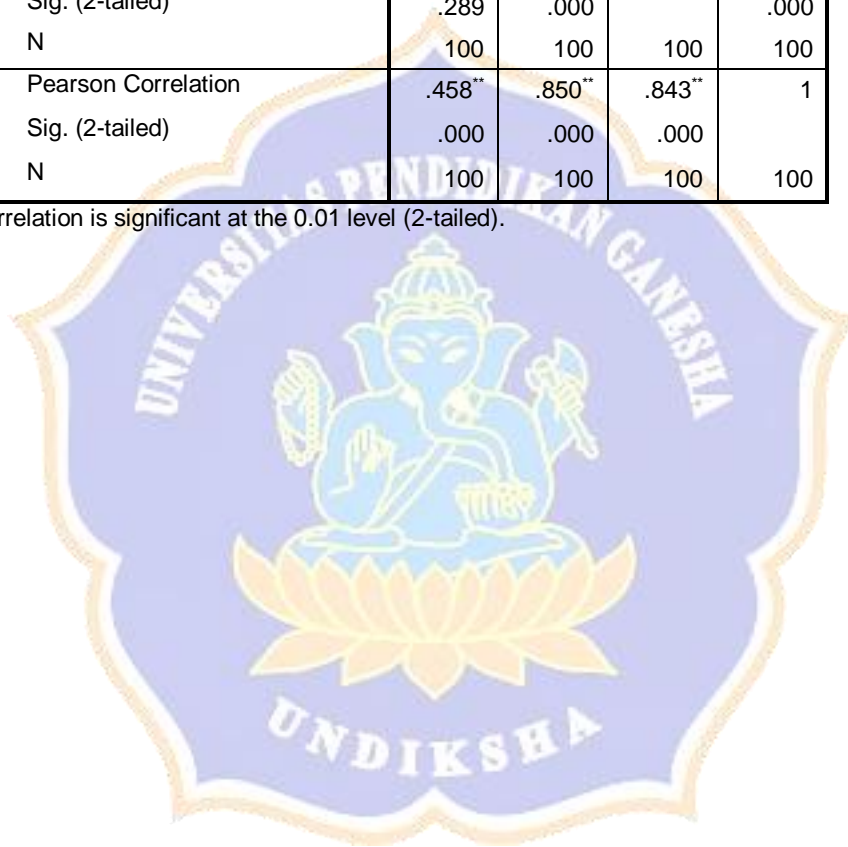 Sig. (2-tailed) .289 .000 .000
N 100 100 100 100
Pearson Correlation .458** .850** .843** 1
Sig. (2-tailed) .000 .000 .000
N 100 100 100 100
rrelation is significant at the 0.01 level (2-tailed).
UNIVERSITAS PENDIDIKAN GANESHA
UNDIKSHA